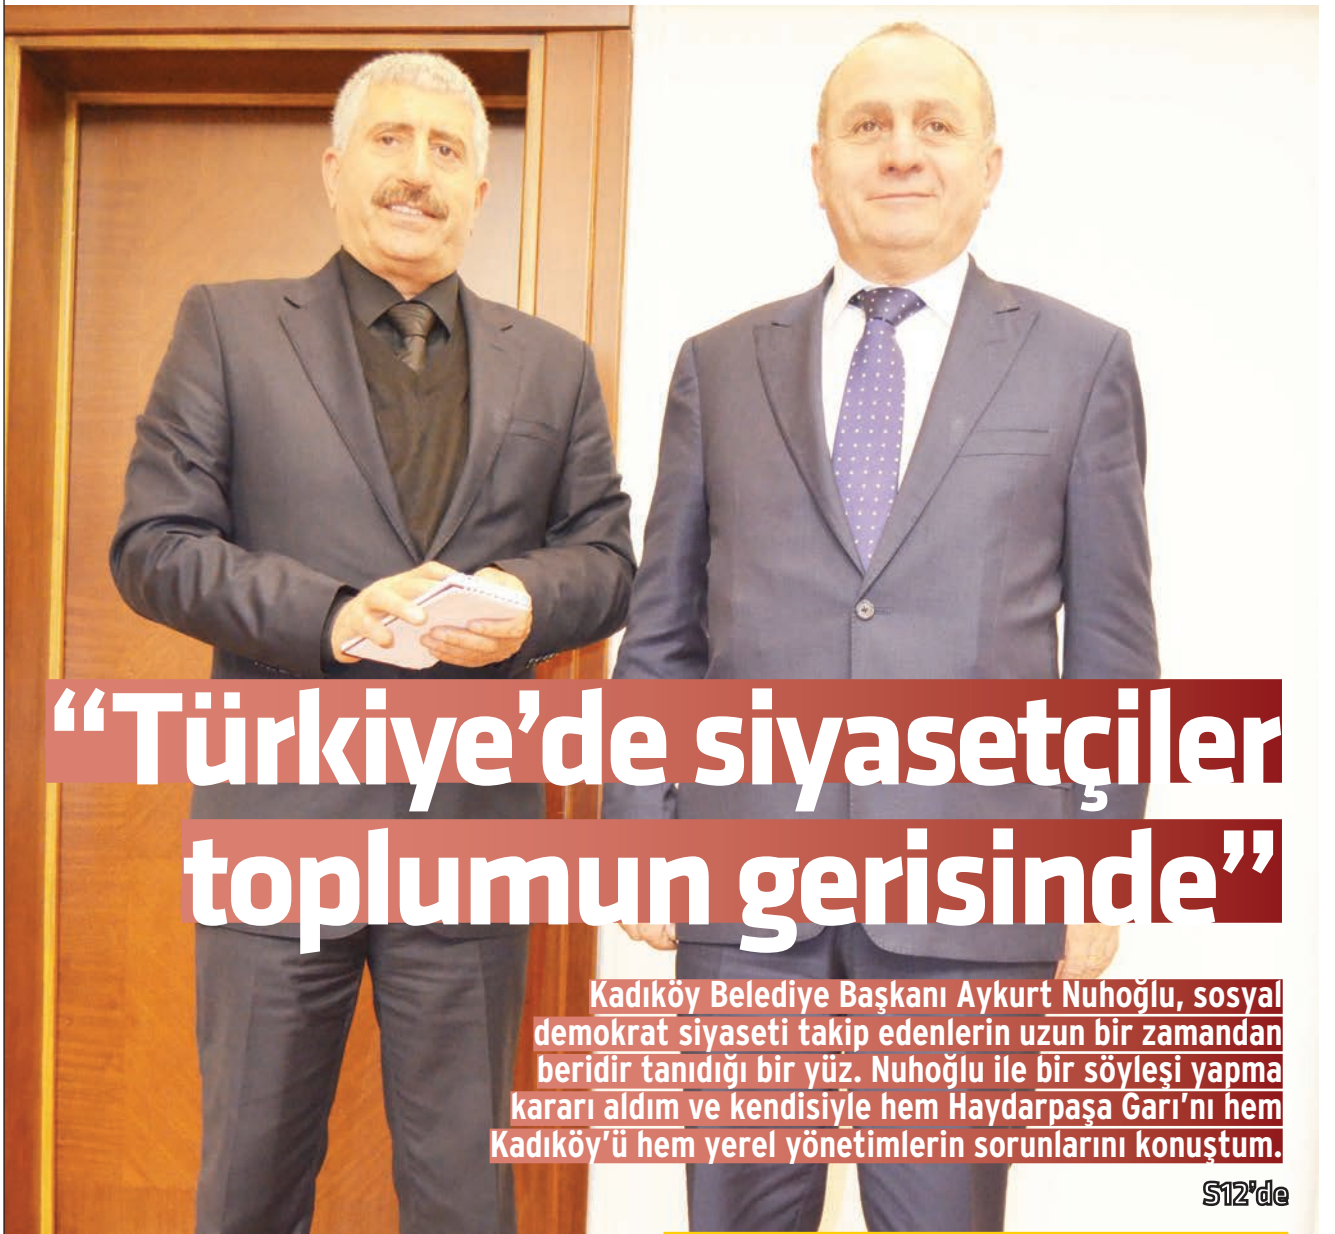 “Türkiye’de siyasetçiler
toplumun gerisinde”
Kadıköy Belediye Başkanı Aykurt Nuhoğlu, sosyal
demokrat siyaseti takip edenlerin uzun bir zamandan
beridir tanıdığı bir yüz. Nuhoğlu ile bir söyleşi yapma
kararı aldım ve kendisiyle hem Haydarpaşa Garı’nı hem
Kadıköy’ü hem yerel yönetimlerin sorunlarını konuştum.
S12’de